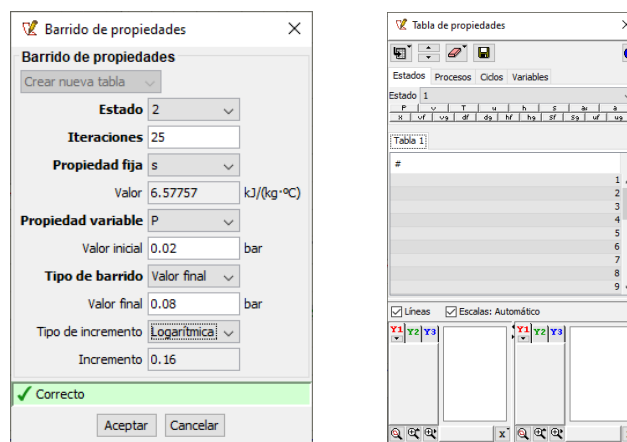 Barrido de propiedades
Barrido de propiedades
Crear nueva tabla
Estado 2
Iteraciones 25
Propiedad fija s
Valor 6.57757 kJ/(kg·ºC)
Propiedad variable P
Valor inicial 0.02 bar
Tipo de barrido Valor final
Valor final 0.08 bar
Tipo de incremento Logarítmica
Incremento 0.16
Correcto
Aceptar Cancelar
Tabla de propiedades
Estados Procesos Ciclos Variables
Estado 1
P v T u h s ai a
x vf vg df dg hf hg sf sg uf ug
Tabla 1
#
1
2
3
4
5
6
7
8
9
Líneas Escalas: Automático
Y1 Y2 Y3 Y1 Y2 Y3
x